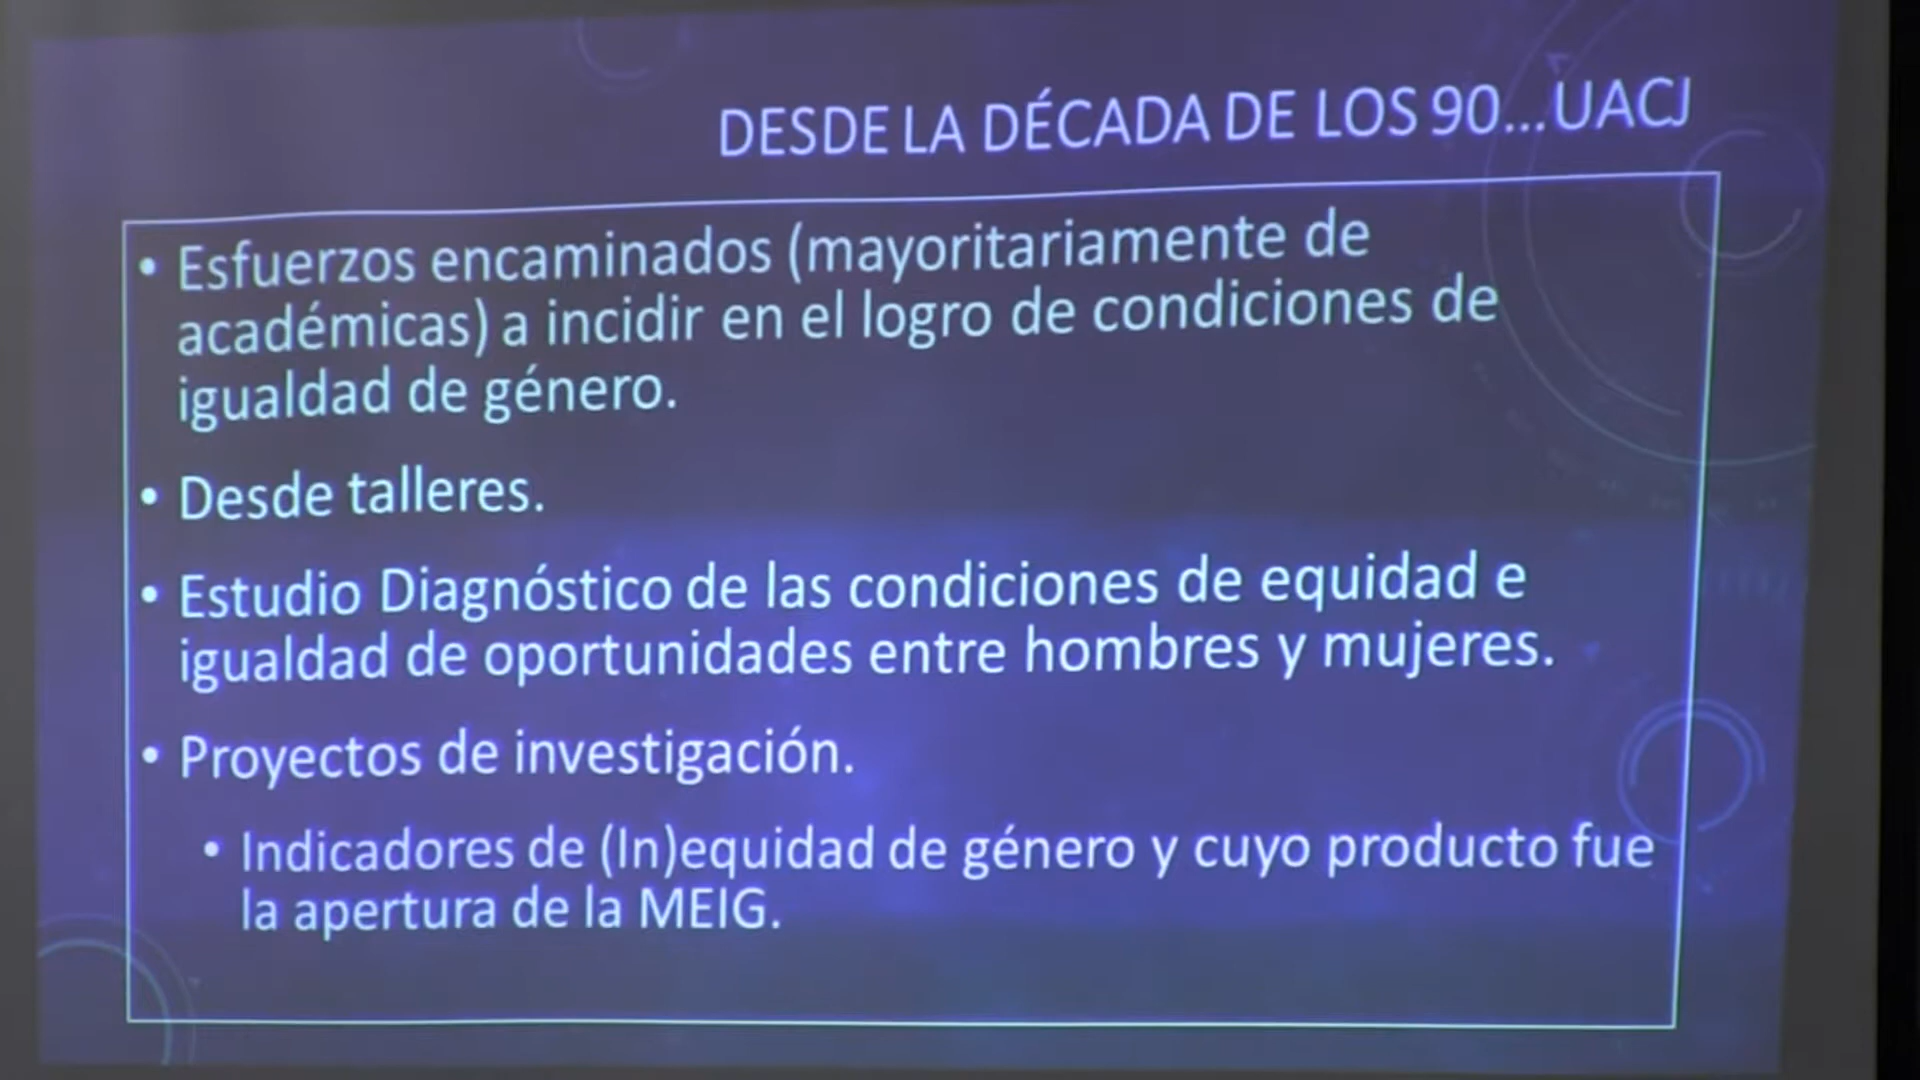 DESDE LA DÉCADA DE LOS 90...UACJ
• Esfuerzos encaminados (mayoritariamente de
académicas) a incidir en el logro de condiciones de
igualdad de género.
• Desde talleres.
• Estudio Diagnóstico de las condiciones de equidad e
igualdad de oportunidades entre hombres y mujeres.
• Proyectos de investigación.
• Indicadores de (In)equidad de género y cuyo producto fue
la apertura de la MEIG.